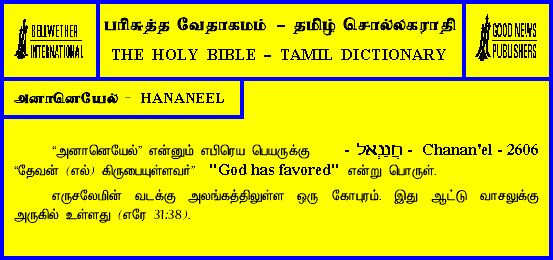 BELLWETHER
INTERNATIONAL
பரிசுத்த வேதாகமம் – தமிழ் சொல்லகராதி
THE HOLY BIBLE – TAMIL DICTIONARY
GOOD NEWS
PUBLISHERS
அனானெயேல் – HANANEEL
“அனானெயேல்” என்னும் எபிரெய பெயருக்கு - חֲנַנְאֵל - Chanan'el - 2606
“தேவன் (எல்) கிருபையுள்ளவர்” "God has favored" என்று பொருள்.
எருசலேமின் வடக்கு அலங்கத்திலுள்ள ஒரு கோபுரம். இது ஆட்டு வாசலுக்கு
அருகில் உள்ளது (எரே 31:38).